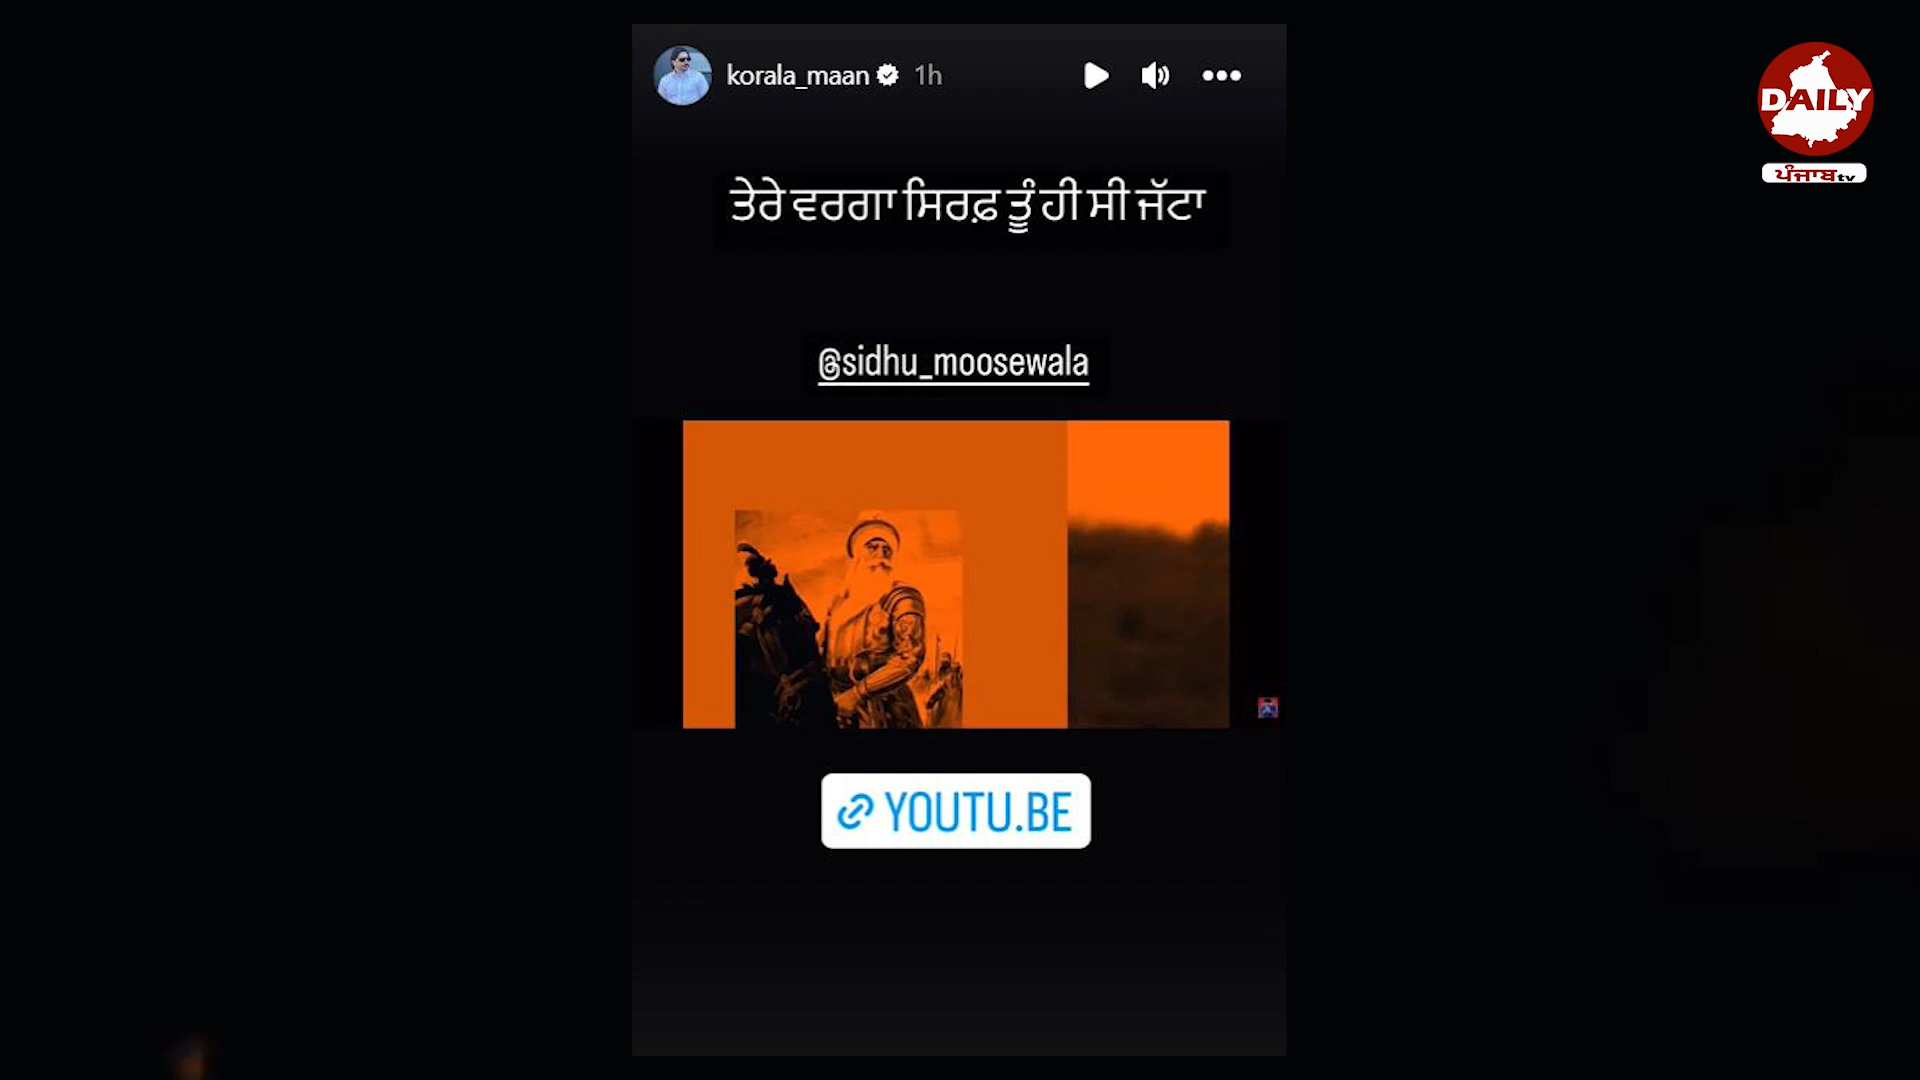 korala_maan 1h
DAILY
ਪੰਜਾਬ tv
ਤੇਰੇ ਵਰਗਾ ਸਿਰਫ਼ ਤੂੰ ਹੀ ਸੀ ਜੱਟਾ
@sidhu_moosewala
YOUTU.BE